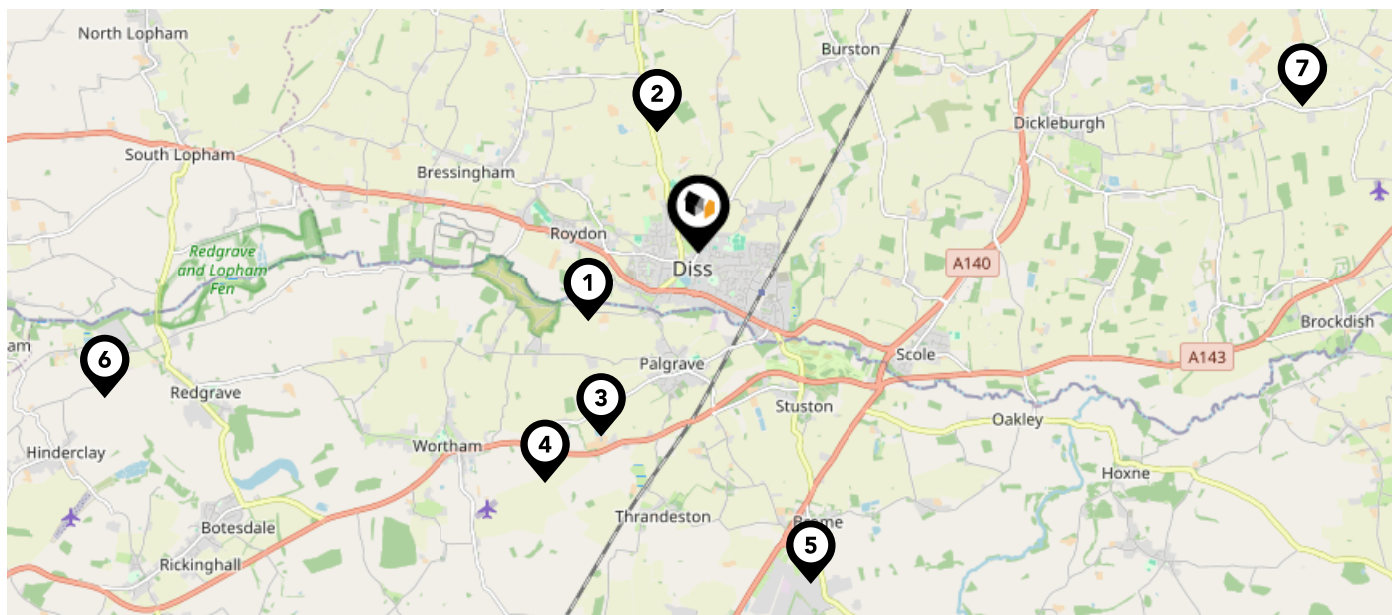 North Lopham
Burston
7
2
Dickleburgh
South Lopham
Bressingham
Roydon
Redgrave
and Lopham
Fen
Diss
A140
1
Brockdish
am
6
Palgrave
Scole
A143
Redgrave
3
Stuston
Oakley
4
Wortham
Hinderclay
Hoxne
Thrandeston
Botesdale
5
Rickinghall